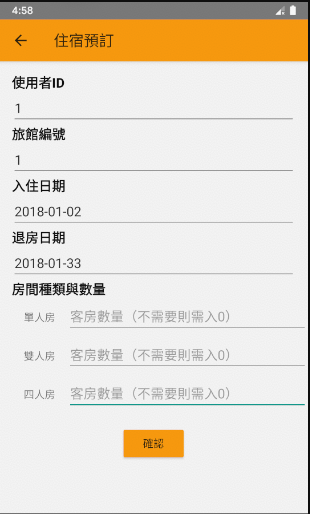 4:58
住宿預訂
使用者ID
1
旅館編號
1
入住日期
2018-01-02
退房日期
2018-01-33
房間種類與數量
單人房 客房數量（不需要則需入0）
雙人房 客房數量（不需要則需入0）
四人房 客房數量（不需要則需入0）
確認